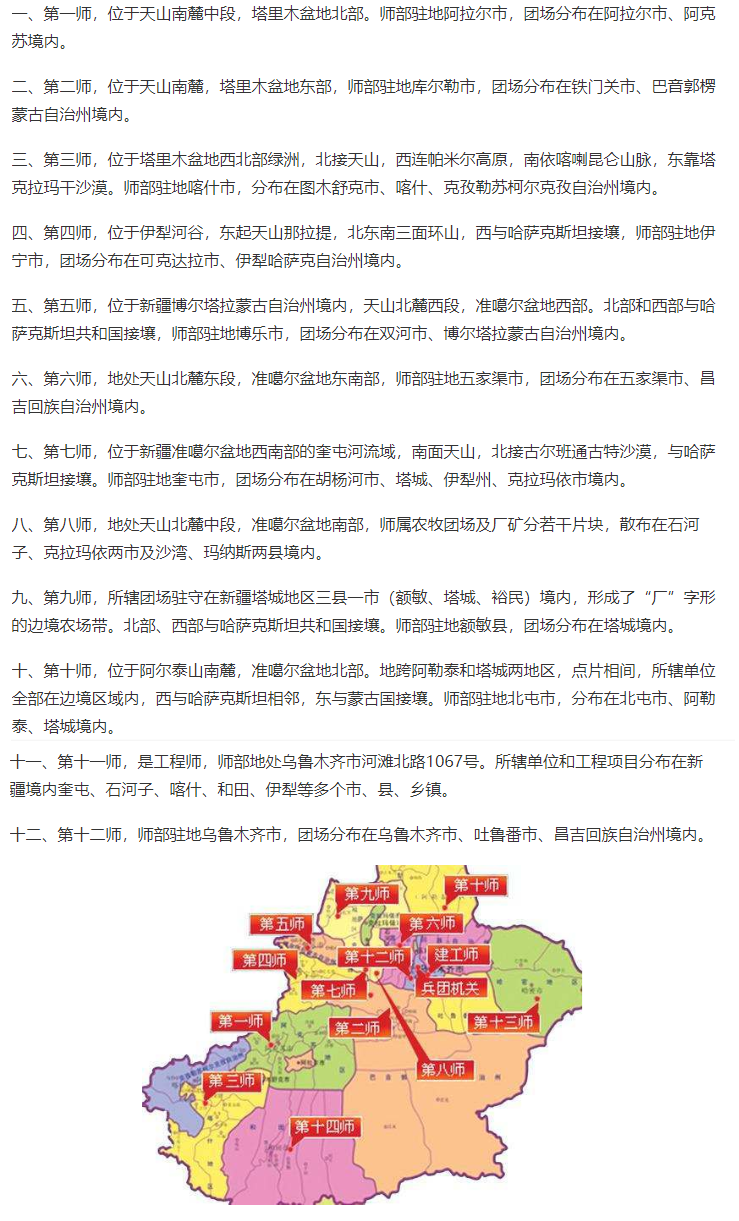 一、第一师，位于天山南麓中段，塔里木盆地北部。师部驻地阿拉尔市，团场分布在阿拉尔市、阿克
苏境内。
二、第二师，位于天山南麓，塔里木盆地东部，师部驻地库尔勒市，团场分布在铁门关市、巴音郭楞
蒙古自治州境内。
三、第三师，位于塔里木盆地西北部绿洲，北接天山，西连帕米尔高原，南依喀喇昆仑山脉，东靠塔
克拉玛干沙漠。师部驻地喀什市，分布在图木舒克市、喀什、克孜勒苏柯尔克孜自治州境内。
四、第四师，位于伊犁河谷，东起天山那拉提，北东南三面环山，西与哈萨克斯坦接壤，师部驻地伊
宁市，团场分布在可克达拉市、伊犁哈萨克自治州境内。
五、第五师，位于新疆博尔塔拉蒙古自治州境内，天山北麓西段，准噶尔盆地西部。北部和西部与哈
萨克斯坦共和国接壤，师部驻地博乐市，团场分布在双河市、博尔塔拉蒙古自治州境内。
六、第六师，地处天山北麓东段，准噶尔盆地东南部，师部驻地五家渠市，团场分布在五家渠市、昌
吉回族自治州境内。
七、第七师，位于新疆准噶尔盆地西南部的奎屯河流域，南面天山，北接古尔班通古特沙漠，与哈萨
克斯坦接壤。师部驻地奎屯市，团场分布在胡杨河市、塔城、伊犁州、克拉玛依市境内。
八、第八师，地处天山北麓中段，准噶尔盆地南部，师属农牧团场及厂矿分若干片块，散布在石河
子、克拉玛依两市及沙湾、玛纳斯两县境内。
九、第九师，所辖团场驻守在新疆塔城地区三县一市（额敏、塔城、裕民）境内，形成了“厂”字形
的边境农场带。北部、西部与哈萨克斯坦共和国接壤。师部驻地额敏县，团场分布在塔城境内。
十、第十师，位于阿尔泰山南麓，准噶尔盆地北部。地跨阿勒泰和塔城两地区，点片相间，所辖单位
全部在边境区域内，西与哈萨克斯坦相邻，东与蒙古国接壤。师部驻地北屯市，分布在北屯市、阿勒
泰、塔城境内。
十一、第十一师，是工程师，师部地处乌鲁木齐市河滩北路1067号。所辖单位和工程项目分布在新
疆境内奎屯、石河子、喀什、和田、伊犁等多个市、县、乡镇。
十二、第十二师，师部驻地乌鲁木齐市，团场分布在乌鲁木齐市、吐鲁番市、昌吉回族自治州境内。
第九师
第十师
第五师
第六师
第四师
第十二师
建工师
第七师
兵团机关
第一师
第二师
第十三师
第八师
第三师
第十四师